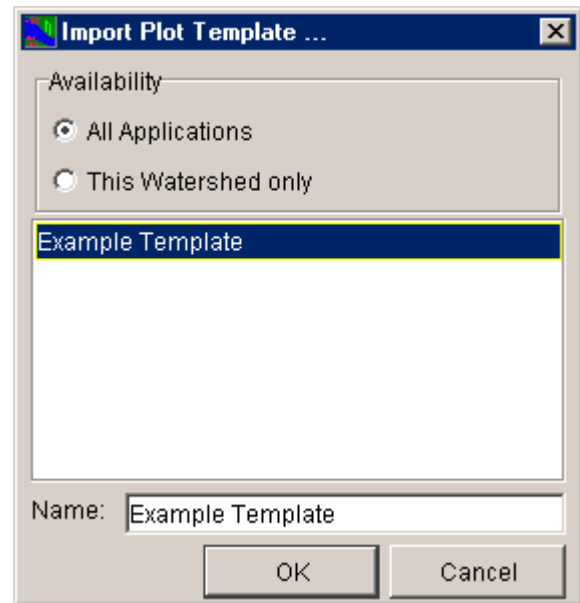 Import Plot Template ...
Availability
All Applications
This Watershed only
Example Template
Name: Example Template
OK Cancel